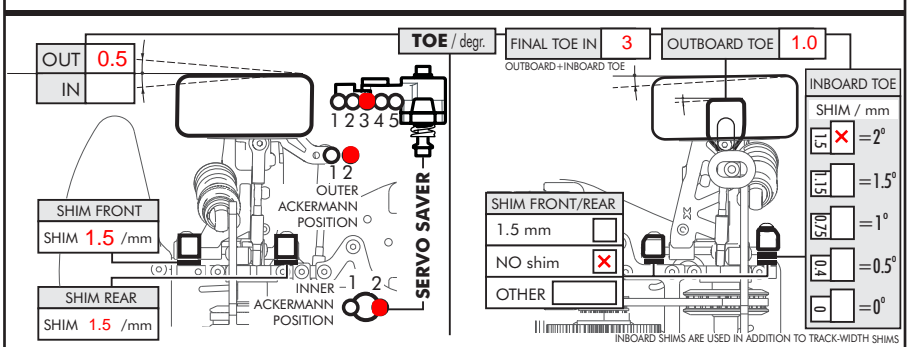 TOE / degr.
OUT 0.5
IN
1 2 3 4 5
1 2
OUTER
ACKERMANN
POSITION
SERVO SAVER
SHIM FRONT
SHIM 1.5 /mm
SHIM REAR
SHIM 1.5 /mm
INNER
ACKERMANN
POSITION
1 2
FINAL TOE IN 3
OUTBOARD+INBOARD TOE
OUTBOARD TOE 1.0
INBOARD TOE
SHIM / mm
1.5 × =2°
1.15 =1.5°
0.75 =1°
0.4 =0.5°
0 =0°
SHIM FRONT/REAR
1.5 mm
NO shim ×
OTHER
INBOARD SHIMS ARE USED IN ADDITION TO TRACK-WIDTH SHIMS